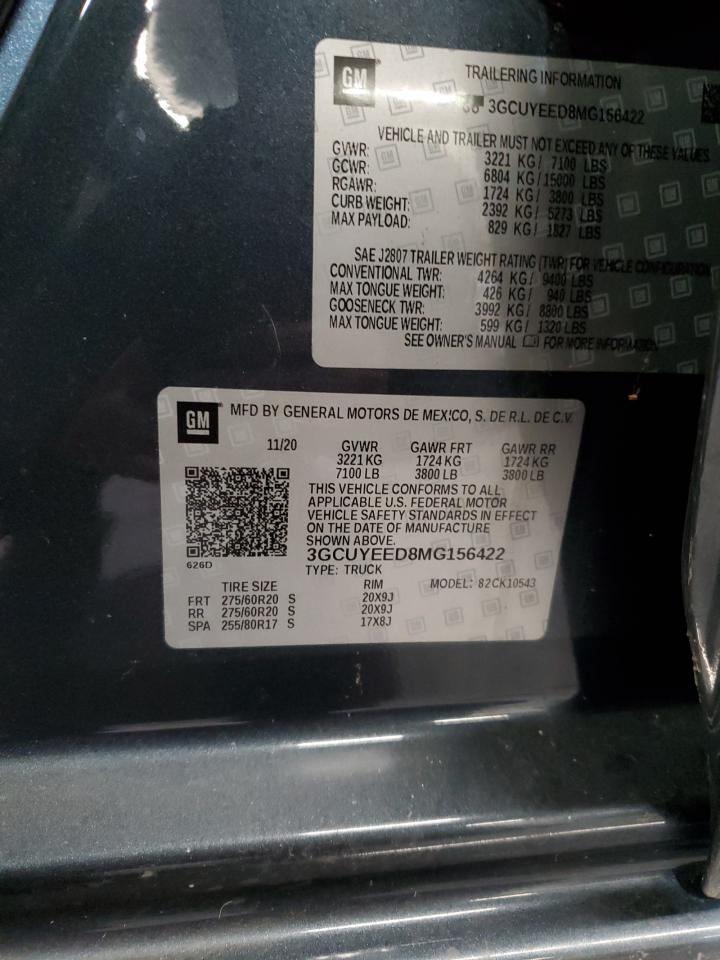 GM
TRAILERING INFORMATION
3GCUYEED8MG156422
VEHICLE AND TRAILER MUST NOT EXCEED ANY OF THESE VALUES
GVWR: 3221 KG/ 7100 LBS
GCWR: 6804 KG/15000 LBS
RGAWR: 1724 KG/ 3800 LBS
CURB WEIGHT: 2392 KG/ 5273 LBS
MAX PAYLOAD: 829 KG/ 1827 LBS
SAE J2807 TRAILER WEIGHT RATING (TWR) FOR VEHICLE CONFIGURATION
CONVENTIONAL TWR: 4264 KG/ 9400 LBS
MAX TONGUE WEIGHT: 426 KG/ 940 LBS
GOOSENECK TWR: 3992 KG/ 8800 LBS
MAX TONGUE WEIGHT: 599 KG/ 1320 LBS
SEE OWNER'S MANUAL FOR MORE INFORMATION
GM
MFD BY GENERAL MOTORS DE MEXICO, S. DE R.L. DE C.V.
11/20 GVWR GAWR FRT GAWR RR
3221 KG 1724 KG 1724 KG
7100 LB 3800 LB 3800 LB
THIS VEHICLE CONFORMS TO ALL
APPLICABLE U.S. FEDERAL MOTOR
VEHICLE SAFETY STANDARDS IN EFFECT
ON THE DATE OF MANUFACTURE
SHOWN ABOVE.
3GCUYEED8MG156422
626D
TYPE: TRUCK
TIRE SIZE RIM MODEL: 82CK10543
FRT 275/60R20 S 20X9J
RR 275/60R20 S 20X9J
SPA 255/80R17 S 17X8J